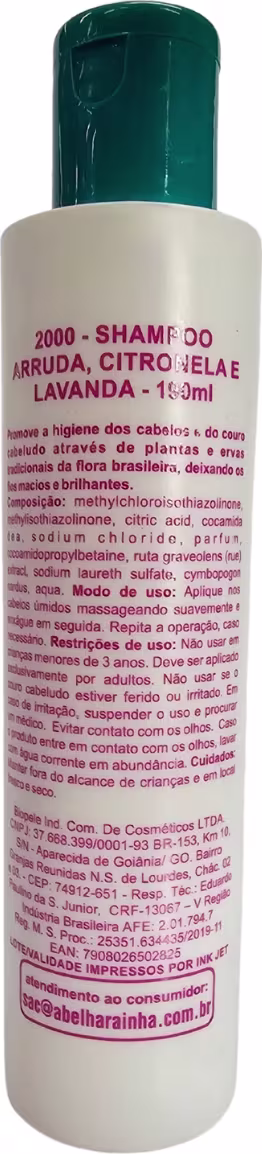 2000 - SHAMPOO
ARRUDA, CITRONELA E
LAVANDA - 190ml
Promove a higiene dos cabelos e do couro
cabeludo através de plantas e ervas
tradicionais da flora brasileira, deixando os
fios macios e brilhantes.
Composição: methylchloroisothiazolinone,
methylisothiazolinone, citric acid, cocamida
dea, sodium chloride, parfum,
cocoamidopropylbetaine, ruta graveolens (rue)
extract, sodium laureth sulfate, cymbopogon
nardus, aqua. Modo de uso: Aplique nos
cabelos úmidos massageando suavemente e
enxágue em seguida. Repita a operação, caso
necessário. Restrições de uso: Não usar em
crianças menores de 3 anos. Deve ser aplicado
exclusivamente por adultos. Não usar se o
couro cabeludo estiver ferido ou irritado. Em
caso de irritação, suspender o uso e procurar
um médico. Evitar contato com os olhos. Caso
o produto entre em contato com os olhos, lavar
com água corrente em abundância. Cuidados:
Manter fora do alcance de crianças e em local
fresco e seco.
Biopele Ind. Com. De Cosméticos LTDA.
CNPJ: 37.668.399/0001-93 BR-153, Km 10,
S/N - Aparecida de Goiânia/ GO. Bairro
Granjas Reunidas N.S. de Lourdes, Chác. 02
e 03. - CEP: 74912-651 - Resp. Téc.: Eduardo
Paulino da S. Junior, CRF-13067 – V Região
Indústria Brasileira AFE: 2.01.794.7
Reg. M. S. Proc.: 25351.634435/2019-11
EAN: 7908026502825
LOTE/VALIDADE IMPRESSOS POR INK JET
atendimento ao consumidor:
sac@abelharainha.com.br